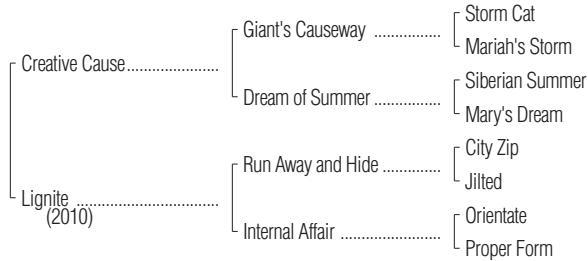 Storm Cat
Giant's Causeway ..................
Mariah's Storm
Creative Cause.....................
Siberian Summer
Dream of Summer ..................
Mary's Dream
City Zip
Run Away and Hide ................
Jilted
Lignite .............................
(2010)
Orientate
Internal Affair .......................
Proper Form